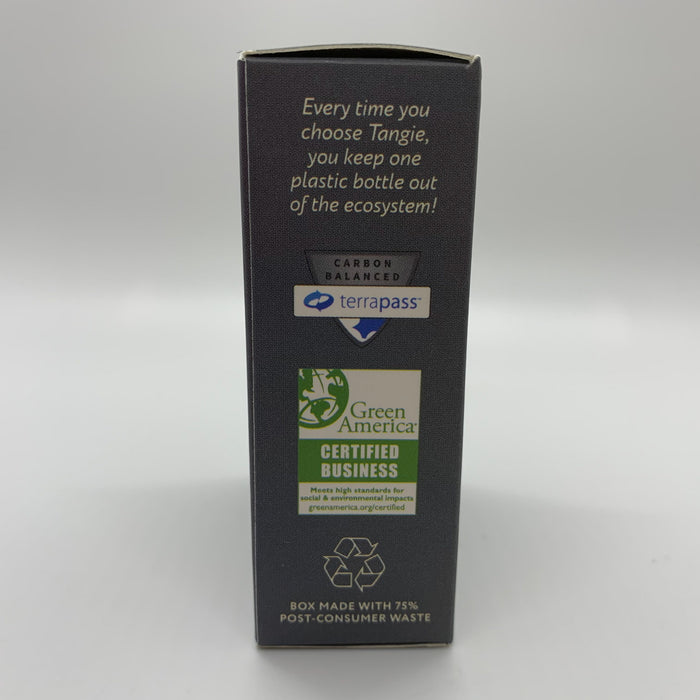 Every time you
choose Tangie,
you keep one
plastic bottle out
of the ecosystem!
CARBON
BALANCED
terrapass™
Green
America
CERTIFIED
BUSINESS
Meets high standards for
social & environmental impacts
greenamerica.org/certified
BOX MADE WITH 75%
POST-CONSUMER WASTE